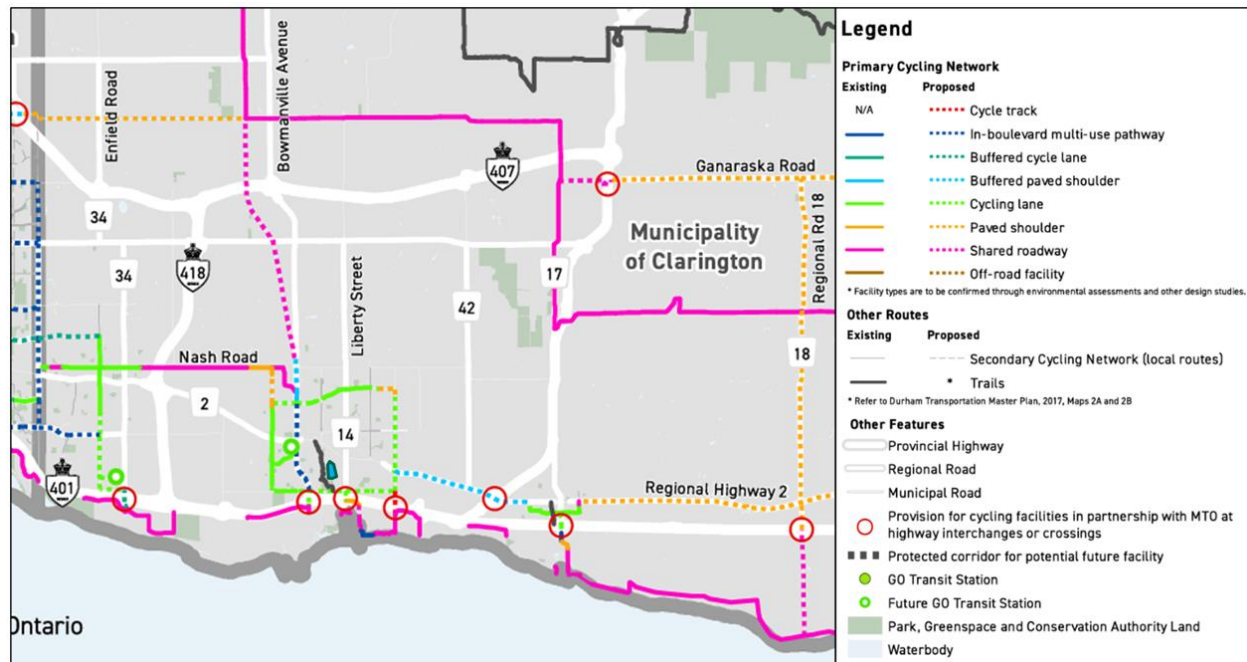 Enfield Road
Bowmanville Avenue
407
Ganaraska Road
34
Municipality
of Clarington
Regional Rd 18
34
418
17
Liberty Street
42
Nash Road
18
2
14
401
Regional Highway 2
Ontario
Legend
Primary Cycling Network
Existing Proposed
N/A Cycle track
In-boulevard multi-use pathway
Buffered cycle lane
Buffered paved shoulder
Cycling lane
Paved shoulder
Shared roadway
Off-road facility
* Facility types are to be confirmed through environmental assessments and other design studies.
Other Routes
Existing Proposed
Secondary Cycling Network (local routes)
Trails
* Refer to Durham Transportation Master Plan, 2017, Maps 2A and 2B
Other Features
Provincial Highway
Regional Road
Municipal Road
Provision for cycling facilities in partnership with MTO at
highway interchanges or crossings
Protected corridor for potential future facility
GO Transit Station
Future GO Transit Station
Park, Greenspace and Conservation Authority Land
Waterbody